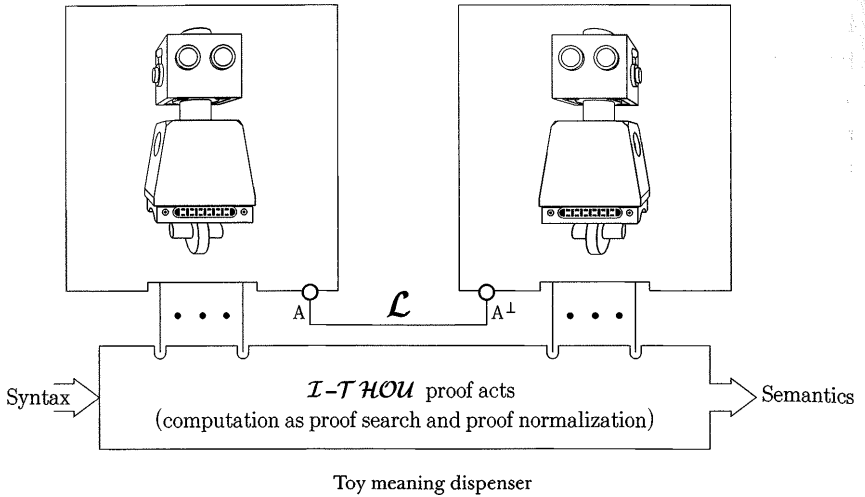 A ℒ A⊥
Syntax
I-THOU proof acts
(computation as proof search and proof normalization)
Semantics
Toy meaning dispenser